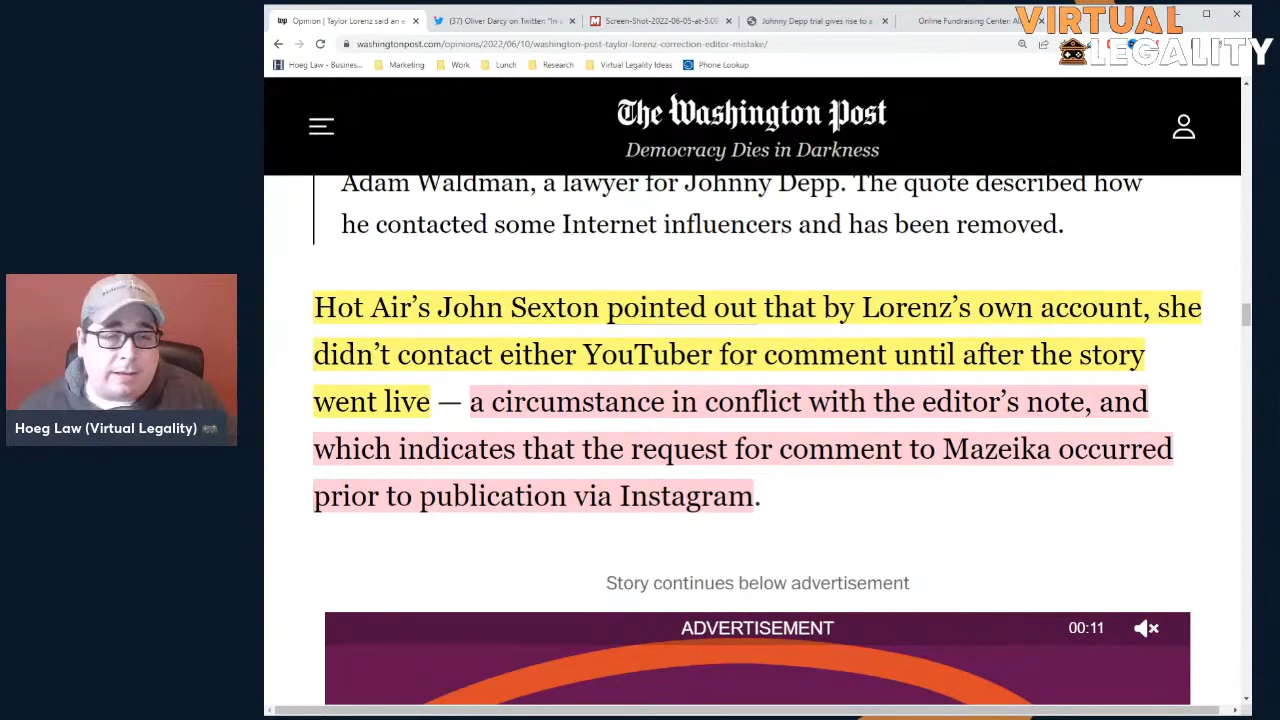 Opinion | Taylor Lorenz said an e
(37) Oliver Darcy on Twitter: "In a
Screen-Shot-2022-06-05-at-5.09
Johnny Depp trial gives rise to a
Online Fundraising Center:
VIRTUAL
LEGALITY
washingtonpost.com/opinions/2022/06/10/washington-post-taylor-lorenz-correction-editor-mistake/
Hoeg Law - Busines...
Marketi
Work
Lunch
Research
Virtual Legality Ideas
Phone Lookup
The Washington Post
Democracy Dies in Darkness
Adam Waldman, a lawyer for Johnny Depp. The quote described how
he contacted some Internet influencers and has been removed.
Hot Air's John Sexton pointed out that by Lorenz's own account, she
didn't contact either YouTuber for comment until after the story
went live — a circumstance in conflict with the editor's note, and
which indicates that the request for comment to Mazeika occurred
prior to publication via Instagram.
Story continues below advertisement
ADVERTISEMENT
00:11
Hoeg Law (Virtual Legality)